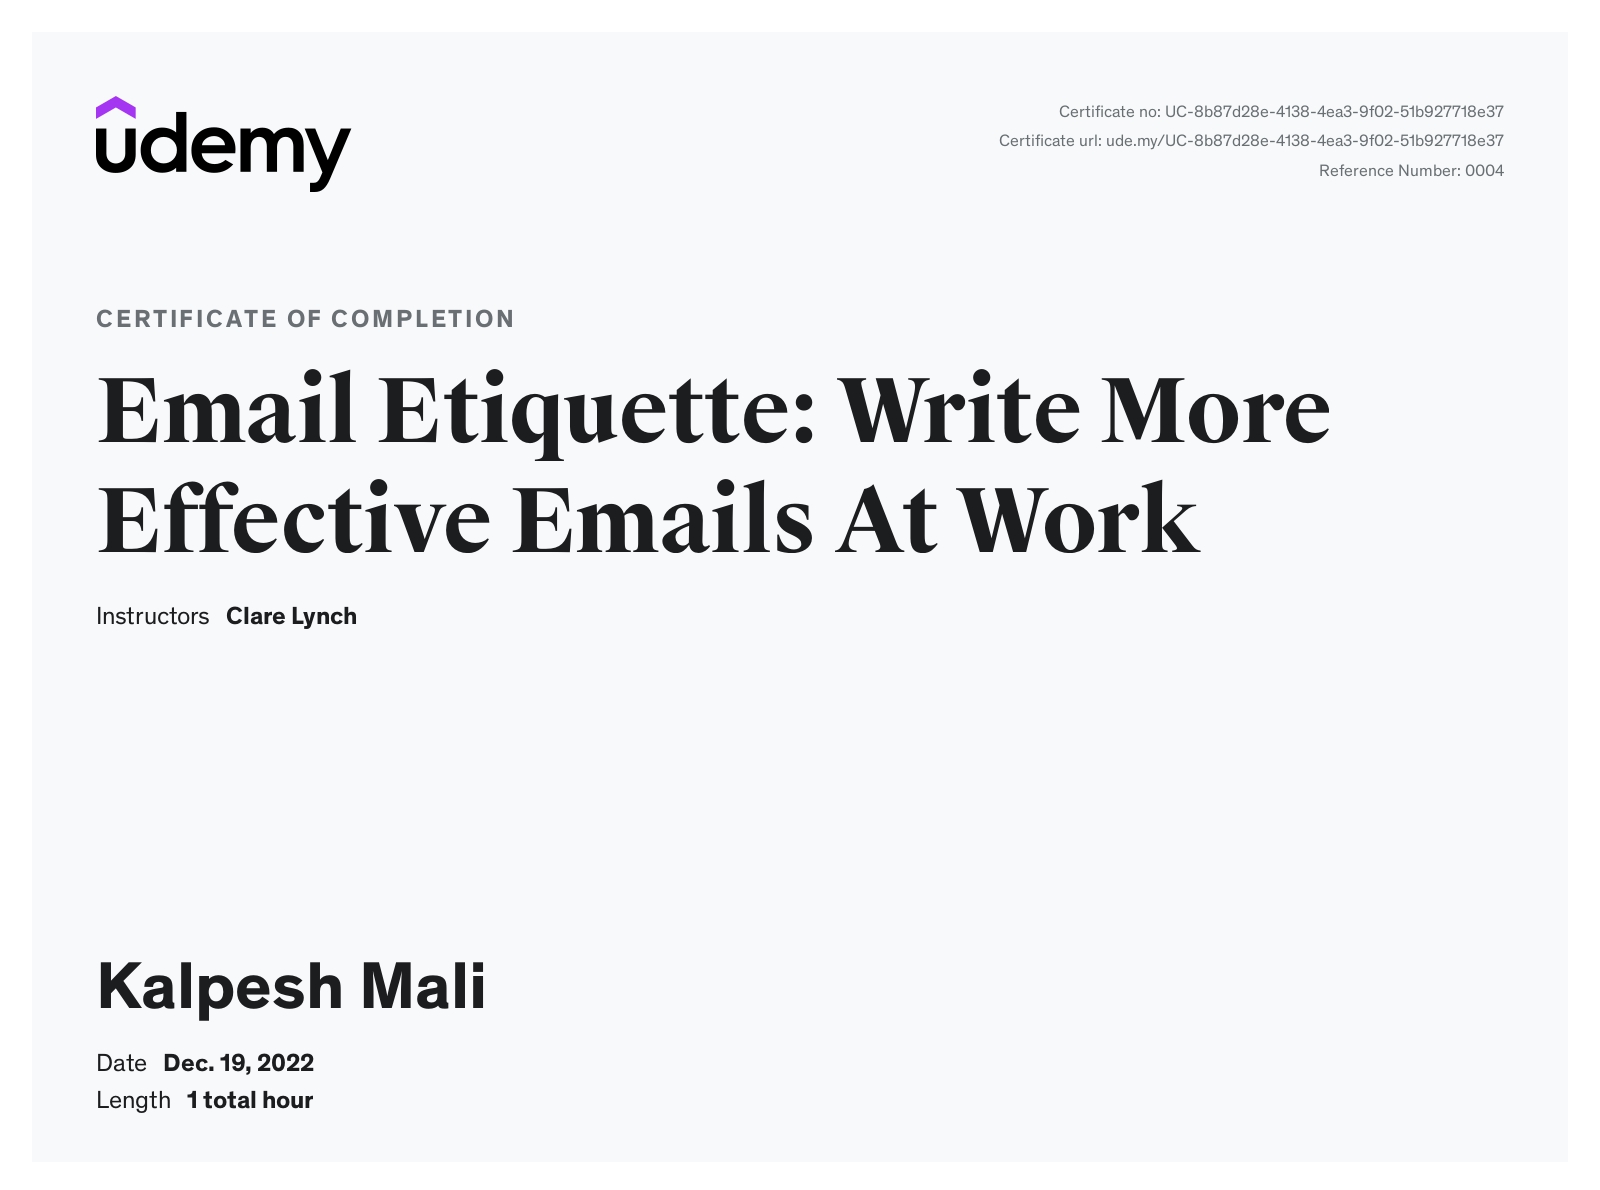 udemy
Certificate no: UC-8b87d28e-4138-4ea3-9f02-51b927718e37
Certificate url: ude.my/UC-8b87d28e-4138-4ea3-9f02-51b927718e37
Reference Number: 0004
CERTIFICATE OF COMPLETION
Email Etiquette: Write More
Effective Emails At Work
Instructors Clare Lynch
Kalpesh Mali
Date Dec. 19, 2022
Length 1 total hour